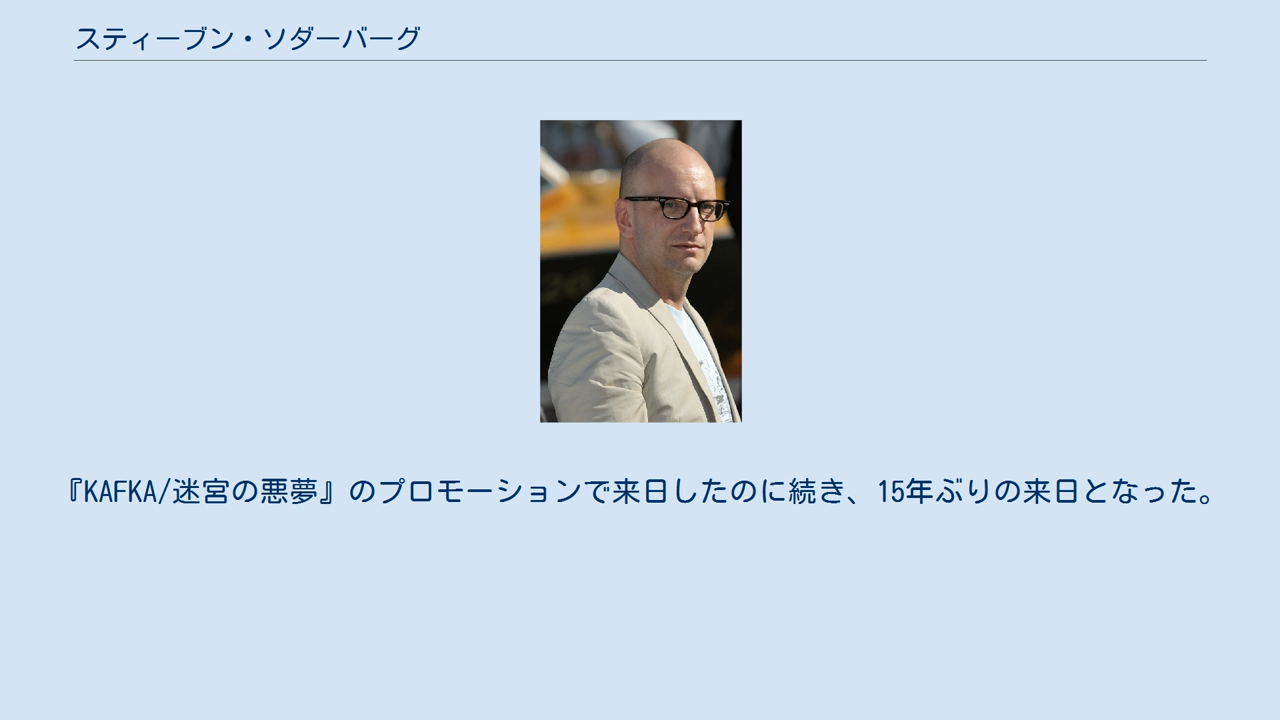 スティーブン・ソダーバーグ
『KAFKA/迷宮の悪夢』のプロモーションで来日したのに続き、15年ぶりの来日となった。